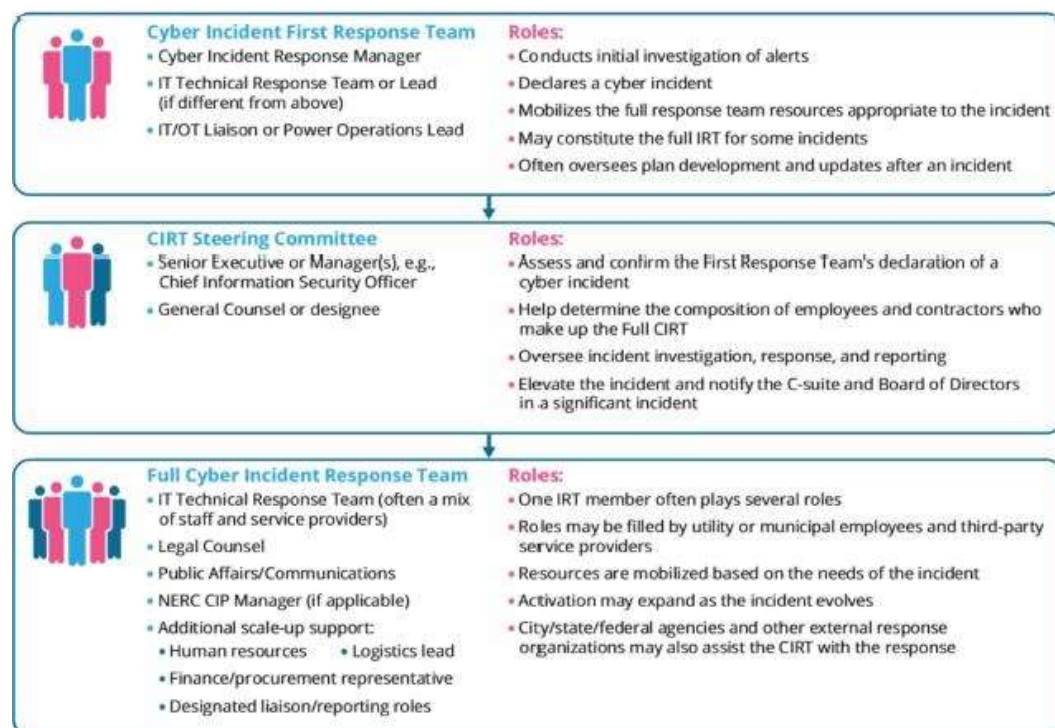 Cyber Incident First Response Team
• Cyber Incident Response Manager
• IT Technical Response Team or Lead
(if different from above)
• IT/OT Liaison or Power Operations Lead
Roles:
• Conducts initial investigation of alerts
• Declares a cyber incident
• Mobilizes the full response team resources appropriate to the incident
• May constitute the full IRT for some incidents
• Often oversees plan development and updates after an incident
CIRT Steering Committee
• Senior Executive or Manager(s), e.g.,
Chief Information Security Officer
• General Counsel or designee
Roles:
• Assess and confirm the First Response Team's declaration of a
cyber incident
• Help determine the composition of employees and contractors who
make up the Full CIRT
• Oversee incident investigation, response, and reporting
• Elevate the incident and notify the C-suite and Board of Directors
in a significant incident
Full Cyber Incident Response Team
• IT Technical Response Team (often a mix
of staff and service providers)
• Legal Counsel
• Public Affairs/Communications
• NERC CIP Manager (if applicable)
• Additional scale-up support:
• Human resources • Logistics lead
• Finance/procurement representative
• Designated liaison/reporting roles
Roles:
• One IRT member often plays several roles
• Roles may be filled by utility or municipal employees and third-party
service providers
• Resources are mobilized based on the needs of the incident
• Activation may expand as the incident evolves
• City/state/federal agencies and other external response
organizations may also assist the CIRT with the response